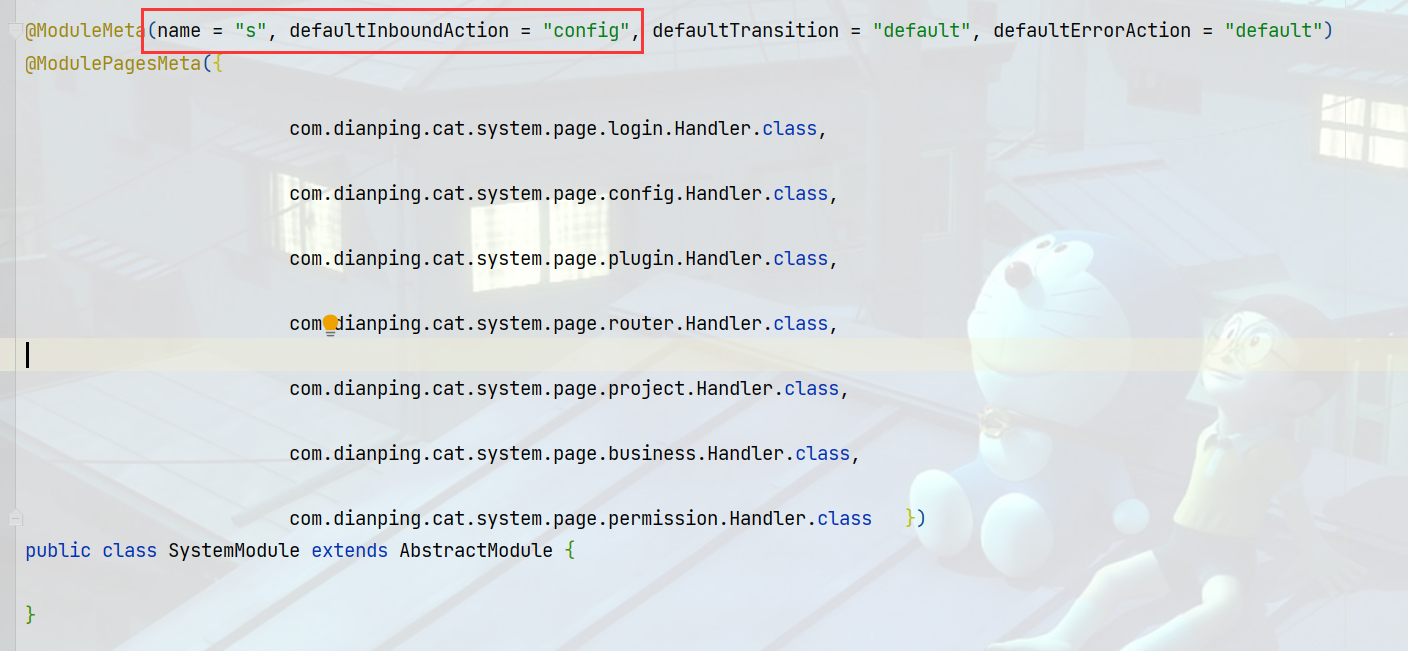 @ModuleMeta(name = "s", defaultInboundAction = "config", defaultTransition = "default", defaultErrorAction = "default")
@ModulePagesMeta({
com.dianping.cat.system.page.login.Handler.class,
com.dianping.cat.system.page.config.Handler.class,
com.dianping.cat.system.page.plugin.Handler.class,
com.dianping.cat.system.page.router.Handler.class,
com.dianping.cat.system.page.project.Handler.class,
com.dianping.cat.system.page.business.Handler.class,
com.dianping.cat.system.page.permission.Handler.class })
public class SystemModule extends AbstractModule {
}